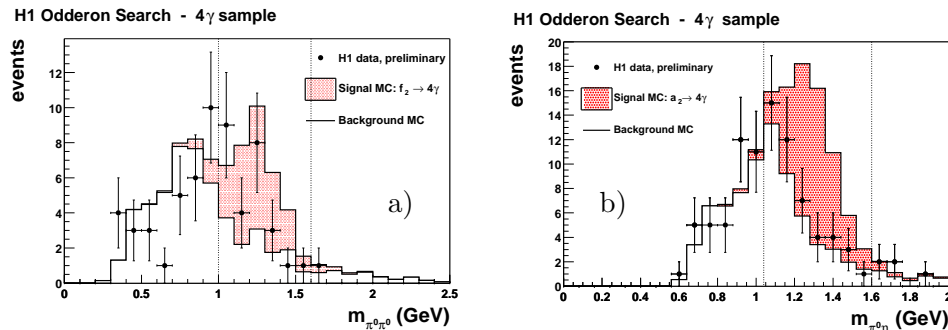 H1 Odderon Search - 4γ sample
events
12
10
8
6
4
2
0
H1 data, preliminary
Signal MC: f₂ → 4γ
Background MC
a)
0 0.5 1 1.5 2 2.5
m π⁰π⁰ (GeV)
H1 Odderon Search - 4γ sample
events
20
18
16
14
12
10
8
6
4
2
0
H1 data, preliminary
Signal MC: a₂ → 4γ
Background MC
b)
0 0.2 0.4 0.6 0.8 1 1.2 1.4 1.6 1.8 2
m π⁰η (GeV)